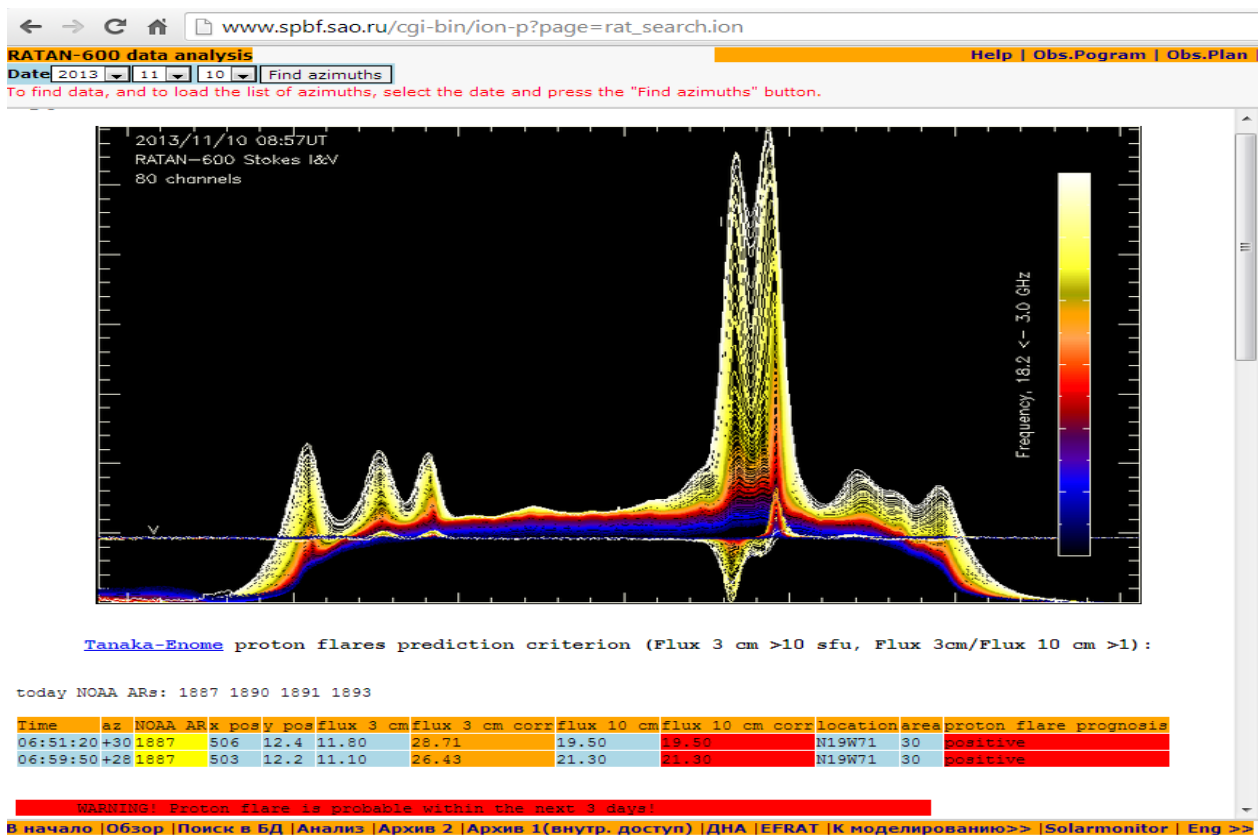 www.spbf.sao.ru/cgi-bin/ion-p?page=rat_search.ion
RATAN-600 data analysis Help | Obs.Pogram | Obs.Plan |
Date 2013 11 10 Find azimuths
To find data, and to load the list of azimuths, select the date and press the "Find azimuths" button.
2013/11/10 08:57UT
RATAN-600 Stokes I&V
80 channels
Frequency, 18.2 <- 3.0 GHz
V
Tanaka-Enome proton flares prediction criterion (Flux 3 cm >10 sfu, Flux 3cm/Flux 10 cm >1):
today NOAA ARs: 1887 1890 1891 1893
Time az NOAA AR x pos y pos flux 3 cm flux 3 cm corr flux 10 cm flux 10 cm corr location area proton flare prognosis
06:51:20 +30 1887 506 12.4 11.80 28.71 19.50 19.50 N19W71 30 positive
06:59:50 +28 1887 503 12.2 11.10 26.43 21.30 21.30 N19W71 30 positive
WARNING! Proton flare is probable within the next 3 days!
В начало |Обзор |Поиск в БД |Анализ |Архив 2 |Архив 1(внутр. доступ) |ДНА |EFRAT |К моделированию>> |Solarmonitor | Eng >>